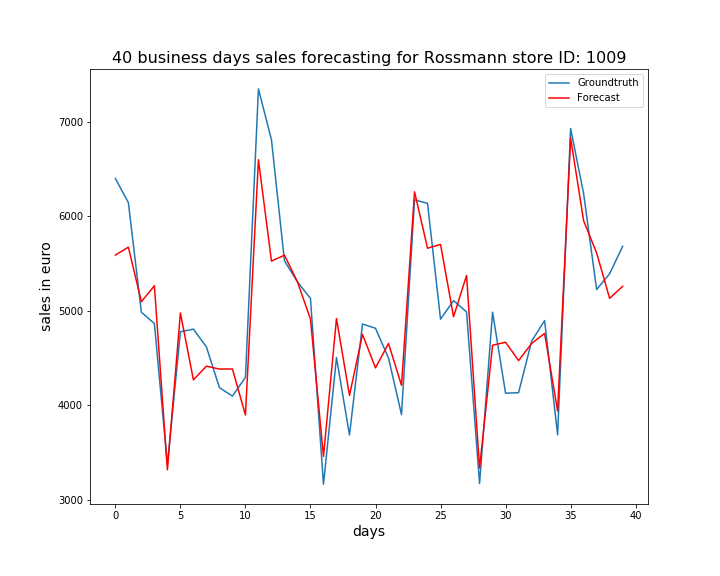 40 business days sales forecasting for Rossmann store ID: 1009
Groundtruth
Forecast
7000
6000
5000
4000
3000
sales in euro
0 5 10 15 20 25 30 35 40
days